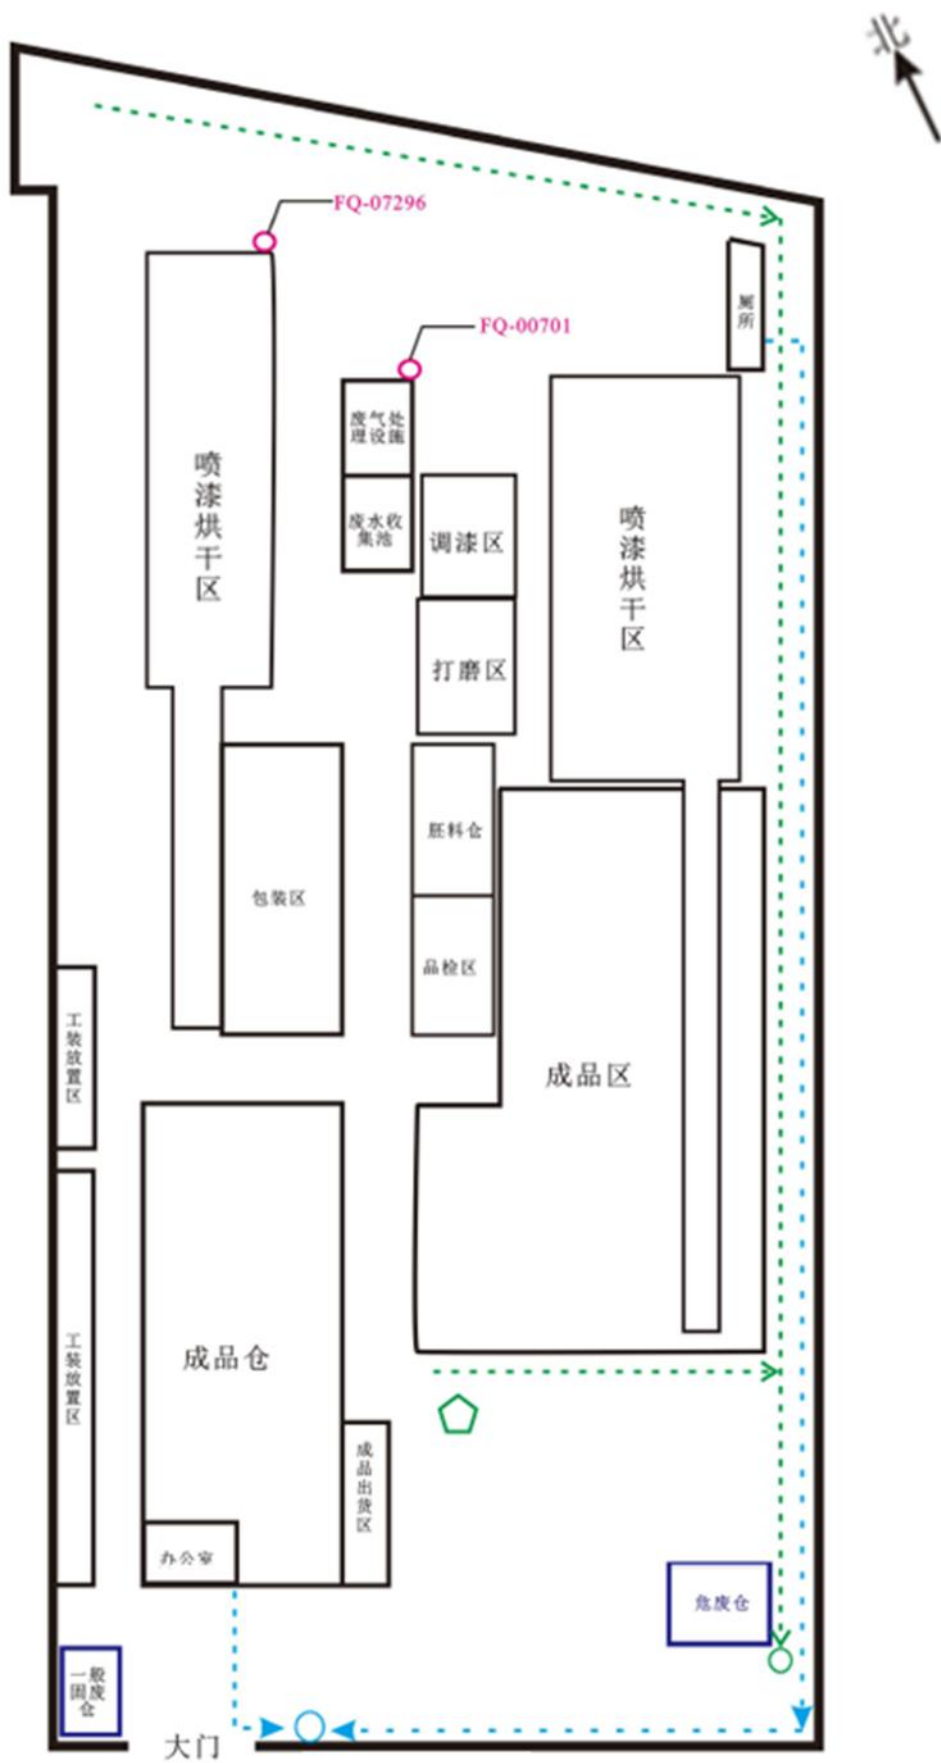 北
FQ-07296
FQ-00701
厕所
废气处
理设施
喷漆烘干区
废水收
集池
调漆区
喷漆烘干区
打磨区
胚料仓
包装区
品检区
工装放置区
成品区
成品仓
工装放置区
成品出货区
办公室
危废仓
一般
固废
仓
大门